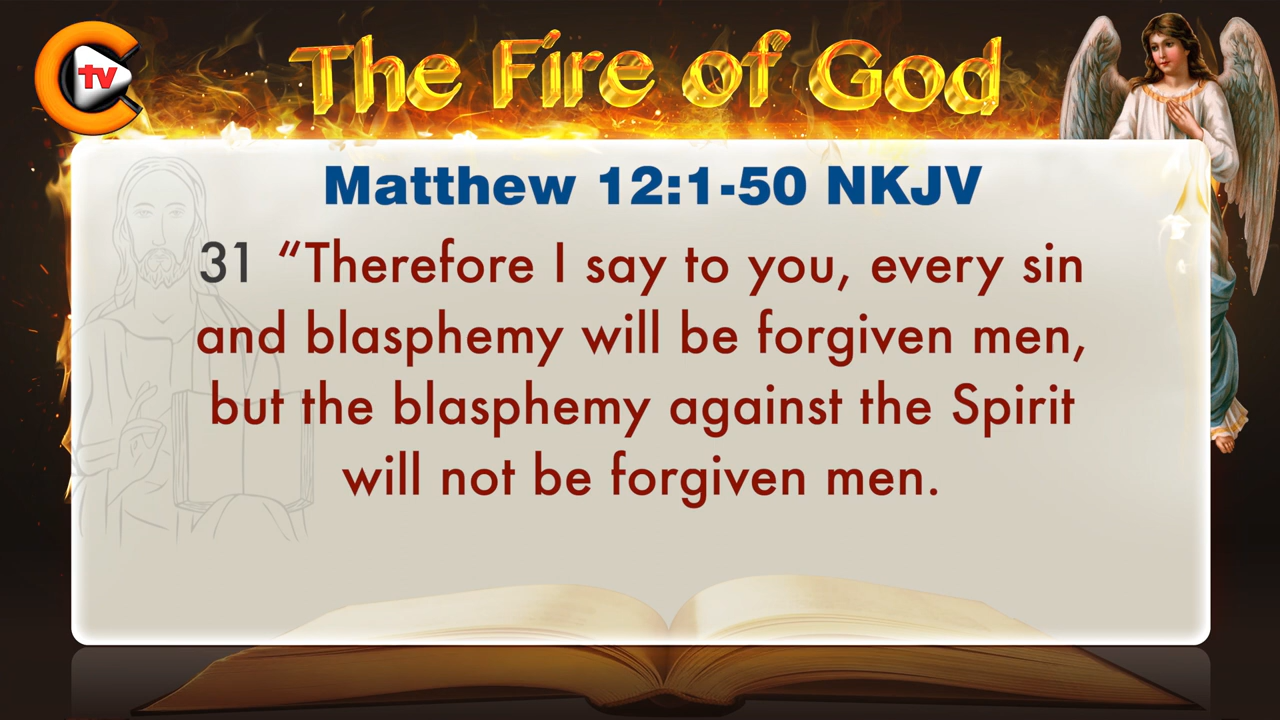 tv
The Fire of God
Matthew 12:1-50 NKJV
31 “Therefore I say to you, every sin
and blasphemy will be forgiven men,
but the blasphemy against the Spirit
will not be forgiven men.